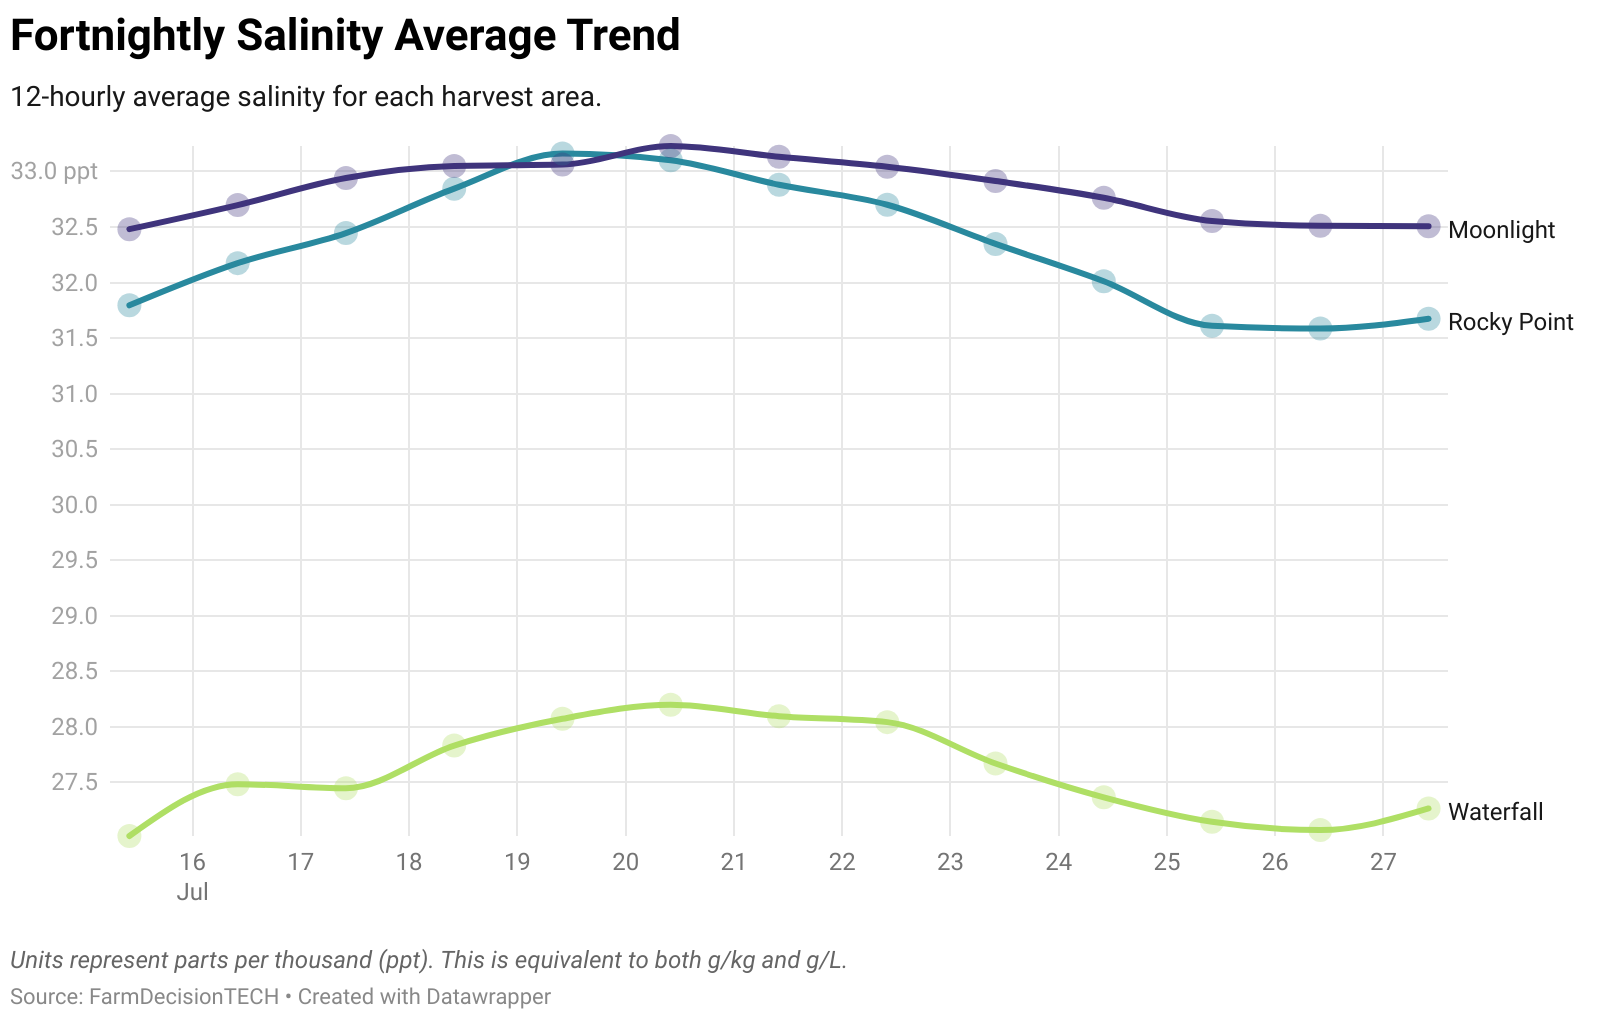 Fortnightly Salinity Average Trend
12-hourly average salinity for each harvest area.
33.0 ppt
32.5
32.0
31.5
31.0
30.5
30.0
29.5
29.0
28.5
28.0
27.5
Moonlight
Rocky Point
Waterfall
16 17 18 19 20 21 22 23 24 25 26 27
Jul
Units represent parts per thousand (ppt). This is equivalent to both g/kg and g/L.
Source: FarmDecisionTECH • Created with Datawrapper